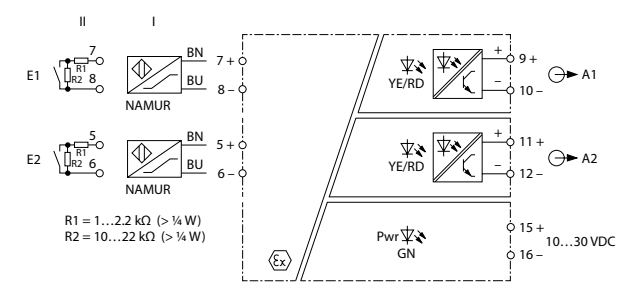 II I
E1
7
R1
R2
8
BN
BU
NAMUR
7 +
8 –
YE/RD
+
–
9 +
10 –
A1
E2
5
R1
R2
6
BN
BU
NAMUR
5 +
6 –
YE/RD
+
–
11 +
12 –
A2
R1 = 1…2.2 kΩ (> ¼ W)
R2 = 10…22 kΩ (> ¼ W)
Ex
Pwr
GN
15 +
16 –
10…30 VDC